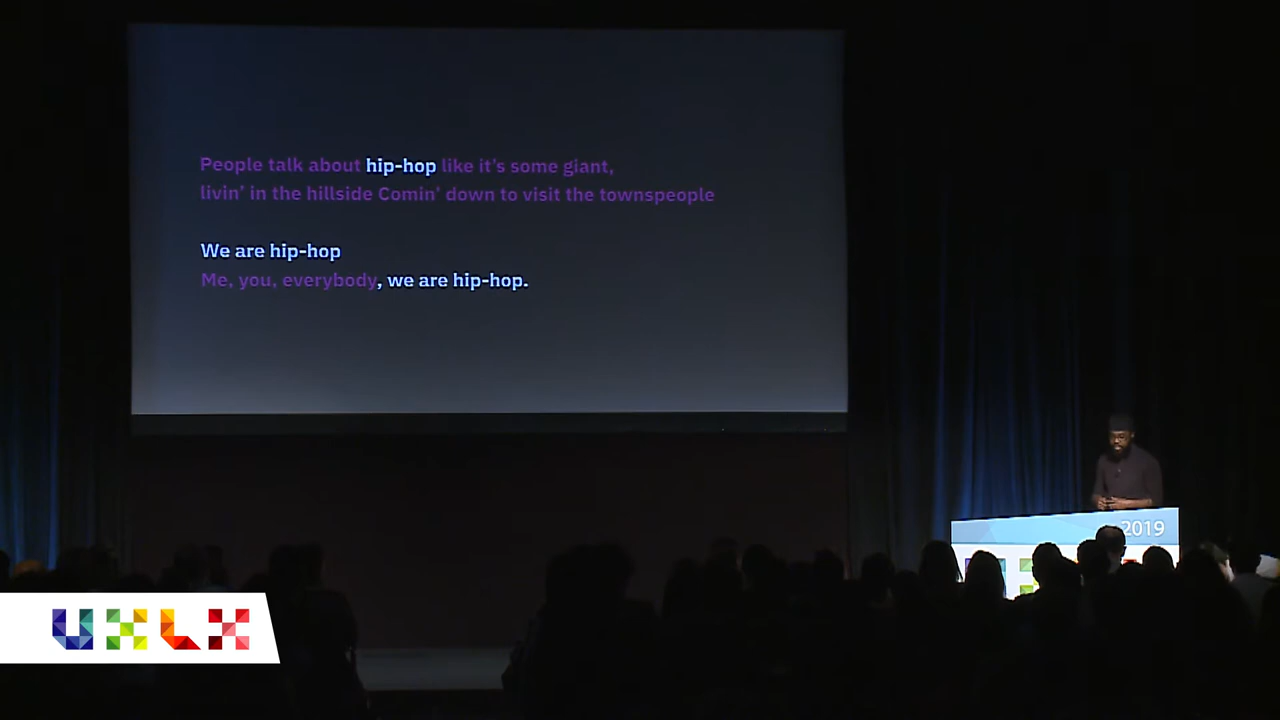 People talk about hip-hop like it's some giant,
livin' in the hillside Comin' down to visit the townspeople
We are hip-hop
Me, you, everybody, we are hip-hop.
2019
UXLX